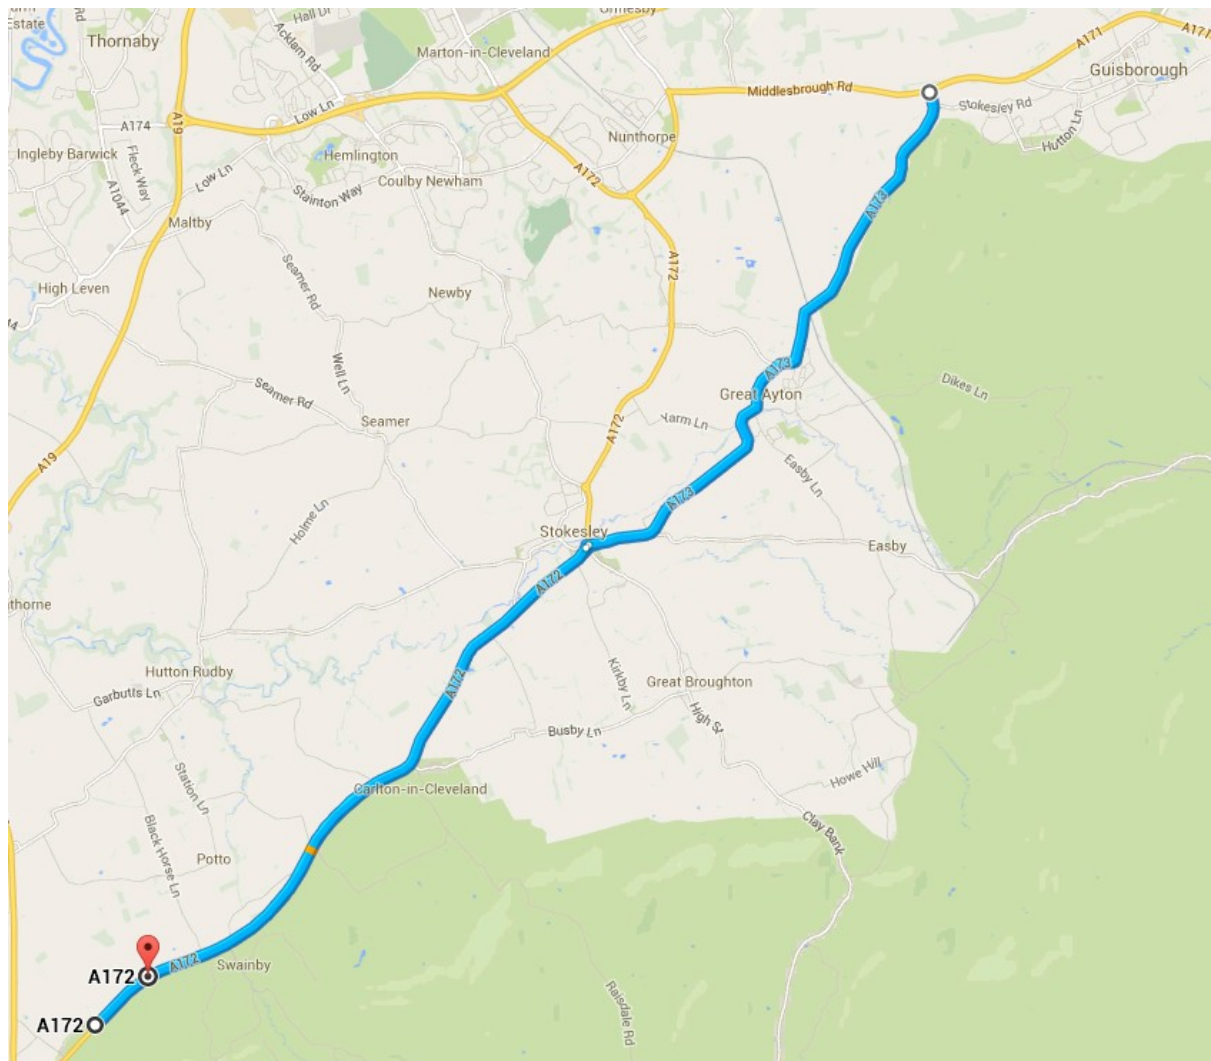 Estate
Thornaby
Hall Dr
Acklam Rd
Ormesby
Marton-in-Cleveland
A171
A171
Guisborough
A19
Low Ln
Middlesbrough Rd
Stokesley Rd
A174
Ingleby Barwick
Fleck Way
Hemlington
Nunthorpe
Hutton Ln
Low Ln
Stainton Way
Coulby Newham
A172
A1044
Maltby
A173
Seamer Rd
A172
High Leven
Newby
Well Ln
A173
Seamer Rd
Great Ayton
Dikes Ln
Seamer
Yarm Ln
A172
A19
Easby Ln
A173
Holme Ln
Stokesley
Easby
A172
thorne
Hutton Rudby
A172
Kirkby Ln
Great Broughton
Garbutts Ln
High St
Busby Ln
Station Ln
Howe Hill
Carlton-in-Cleveland
Black Horse Ln
Clay Bank
Potto
A172
A172
Swainby
Raisdale Rd
A172